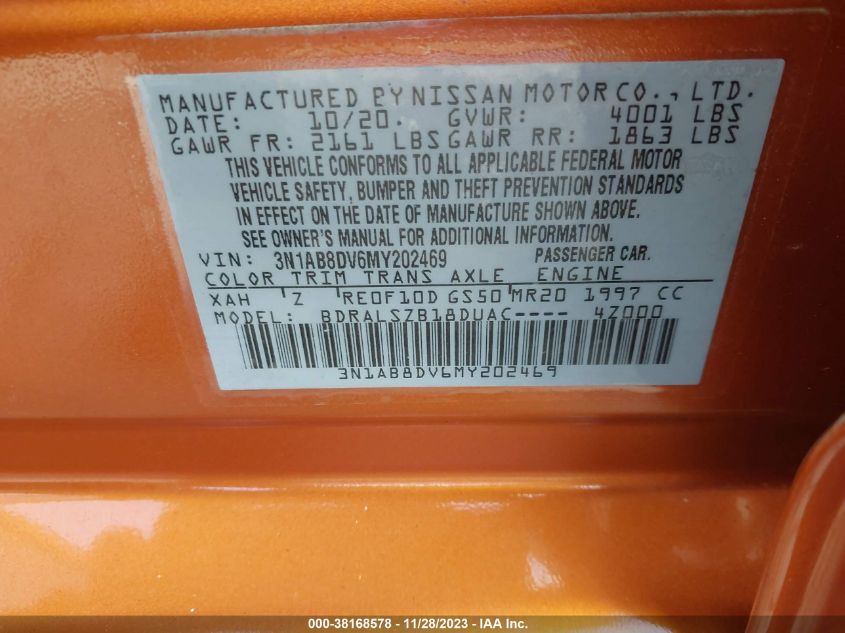 MANUFACTURED BY NISSAN MOTOR CO., LTD.
DATE: 10/20. GVWR: 4001 LBS
GAWR FR: 2161 LBS GAWR RR: 1863 LBS
THIS VEHICLE CONFORMS TO ALL APPLICABLE FEDERAL MOTOR
VEHICLE SAFETY, BUMPER AND THEFT PREVENTION STANDARDS
IN EFFECT ON THE DATE OF MANUFACTURE SHOWN ABOVE.
SEE OWNER'S MANUAL FOR ADDITIONAL INFORMATION.
VIN: 3N1AB8DV6MY202469 PASSENGER CAR.
COLOR TRIM TRANS AXLE ENGINE
XAH Z RE0F10D GS50 MR20 1997 CC
MODEL: BDRALSZB18DUAC---- 4Z000
3N1AB8DV6MY202469
000-38168578 - 11/28/2023 - IAA Inc.